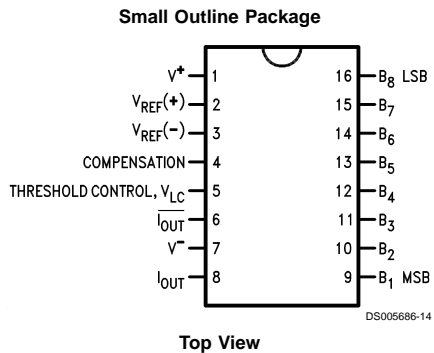 Small Outline Package
V+ 1 16 B8 LSB
VREF(+) 2 15 B7
VREF(−) 3 14 B6
COMPENSATION 4 13 B5
THRESHOLD CONTROL, VLC 5 12 B4
I̅O̅U̅T̅ 6 11 B3
V− 7 10 B2
IOUT 8 9 B1 MSB
DS005686-14
Top View